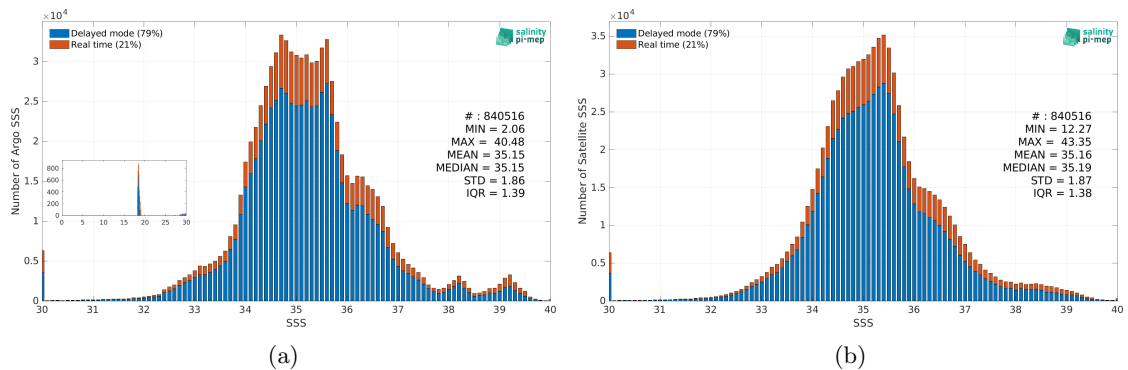 ×10⁴
Delayed mode (79%)
Real time (21%)
salinity
pi-mep
# : 840516
MIN = 2.06
MAX = 40.48
MEAN = 35.15
MEDIAN = 35.15
STD = 1.86
IQR = 1.39
Number of Argo SSS
3
2.5
2
1.5
1
0.5
0
800
600
400
200
0
0 5 10 15 20 25 30
30 31 32 33 34 35 36 37 38 39 40
SSS
(a)
×10⁴
Delayed mode (79%)
Real time (21%)
salinity
pi-mep
# : 840516
MIN = 12.27
MAX = 43.35
MEAN = 35.16
MEDIAN = 35.19
STD = 1.87
IQR = 1.38
Number of Satellite SSS
3.5
3
2.5
2
1.5
1
0.5
0
30 31 32 33 34 35 36 37 38 39 40
SSS
(b)